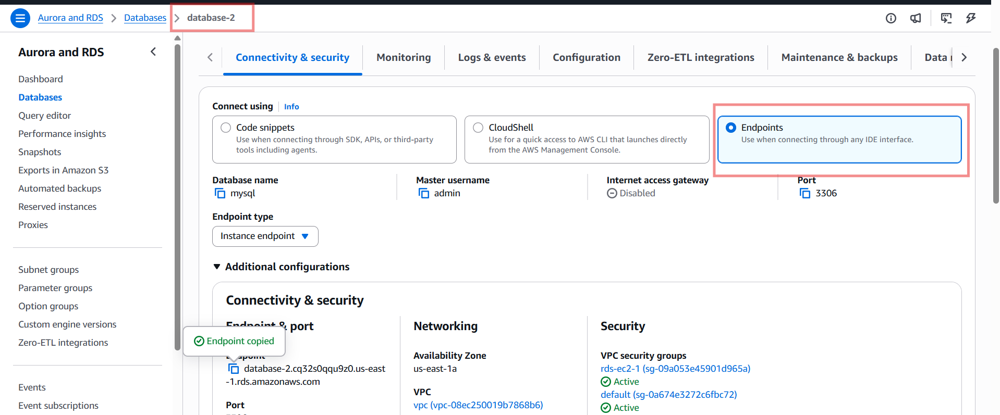 Aurora and RDS > Databases > database-2
Aurora and RDS
Dashboard
Databases
Query editor
Performance insights
Snapshots
Exports in Amazon S3
Automated backups
Reserved instances
Proxies
Subnet groups
Parameter groups
Option groups
Custom engine versions
Zero-ETL integrations
Events
Event subscriptions
Connectivity & security
Monitoring
Logs & events
Configuration
Zero-ETL integrations
Maintenance & backups
Data
Connect using
Info
Code snippets
Use when connecting through SDK, APIs, or third-party
tools including agents.
CloudShell
Use for a quick access to AWS CLI that launches directly
from the AWS Management Console.
Endpoints
Use when connecting through any IDE interface.
Database name
mysql
Master username
admin
Internet access gateway
Disabled
Port
3306
Endpoint type
Instance endpoint
Additional configurations
Connectivity & security
Endpoint & port
Endpoint copied
Endpoint
database-2.cq32s0qqu9z0.us-east
-1.rds.amazonaws.com
Port
Networking
Availability Zone
us-east-1a
VPC
vpc (vpc-08ec250019b7868b6)
Security
VPC security groups
rds-ec2-1 (sg-09a053e45901d965a)
Active
default (sg-0a674e3272c6fbc72)
Active